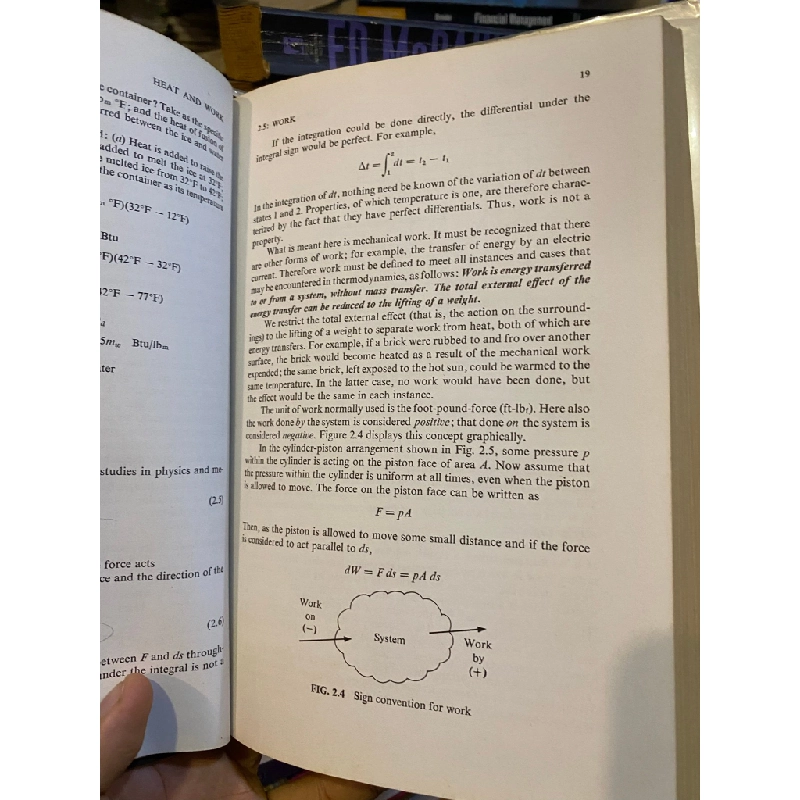 Financial Management
HEAT AND WORK
container? Take as the specific
°F; and the heat of fusion of
rred between the ice and water
(a) Heat is added to raise the
added to melt the ice at 32°F;
melted ice from 32°F to 42°F;
the container as its temperature
°F)(32°F − 12°F)
Btu
°F)(42°F − 32°F)
2°F − 77°F)
5m Btu/lbm
ter
studies in physics and me
(2.5)
force acts
ce and the direction of the
(2.6)
etween F and ds through-
under the integral is not a
2.5: WORK
19
If the integration could be done directly, the differential under the
integral sign would be perfect. For example,
Δt = ∫₁² dt = t₂ − t₁
In the integration of dt, nothing need be known of the variation of dt between
states 1 and 2. Properties, of which temperature is one, are therefore charac-
terized by the fact that they have perfect differentials. Thus, work is not a
property.
What is meant here is mechanical work. It must be recognized that there
are other forms of work; for example, the transfer of energy by an electric
current. Therefore work must be defined to meet all instances and cases that
may be encountered in thermodynamics, as follows: Work is energy transferred
to or from a system, without mass transfer. The total external effect of the
energy transfer can be reduced to the lifting of a weight.
We restrict the total external effect (that is, the action on the surround-
ings) to the lifting of a weight to separate work from heat, both of which are
energy transfers. For example, if a brick were rubbed to and fro over another
surface, the brick would become heated as a result of the mechanical work
expended; the same brick, left exposed to the hot sun, could be warmed to the
same temperature. In the latter case, no work would have been done, but
the effect would be the same in each instance.
The unit of work normally used is the foot-pound-force (ft-lbf). Here also
the work done by the system is considered positive; that done on the system is
considered negative. Figure 2.4 displays this concept graphically.
In the cylinder-piston arrangement shown in Fig. 2.5, some pressure p
within the cylinder is acting on the piston face of area A. Now assume that
the pressure within the cylinder is uniform at all times, even when the piston
is allowed to move. The force on the piston face can be written as
F = pA
Then, as the piston is allowed to move some small distance and if the force
is considered to act parallel to ds,
dW = F ds = pA ds
Work
on
(−)
System
Work
by
(+)
FIG. 2.4 Sign convention for work